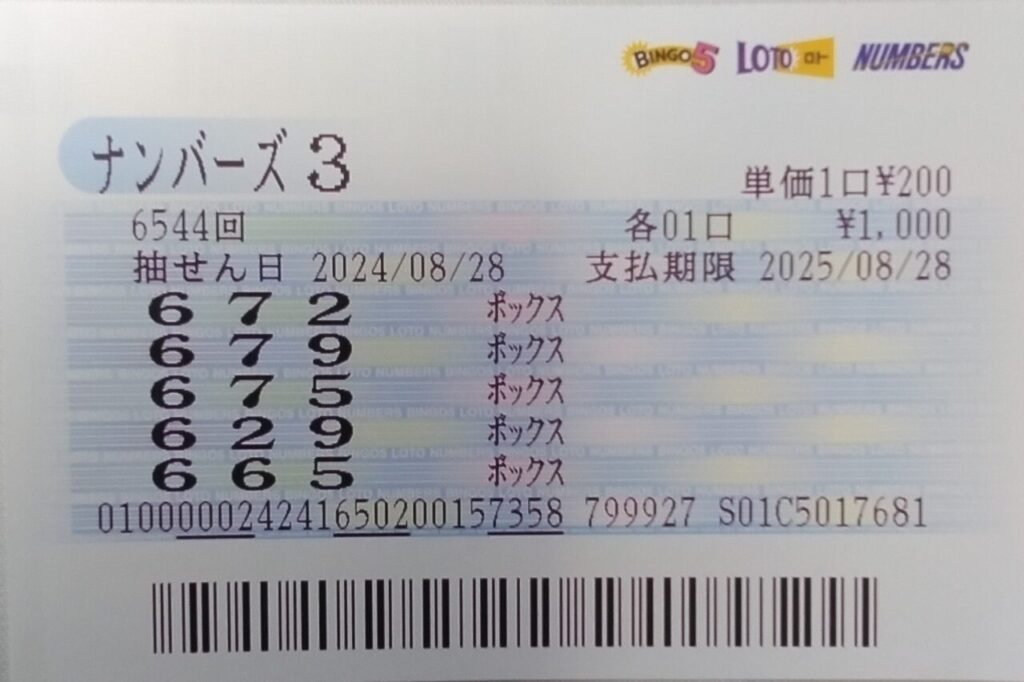 BINGO5 LOTO ロト NUMBERS
ナンバーズ 3
単価1口¥200
6544回 各01口 ¥1,000
抽せん日 2024/08/28 支払期限 2025/08/28
6 7 2 ボックス
6 7 9 ボックス
6 7 5 ボックス
6 2 9 ボックス
6 6 5 ボックス
010000024241650200157358 799927 S01C5017681